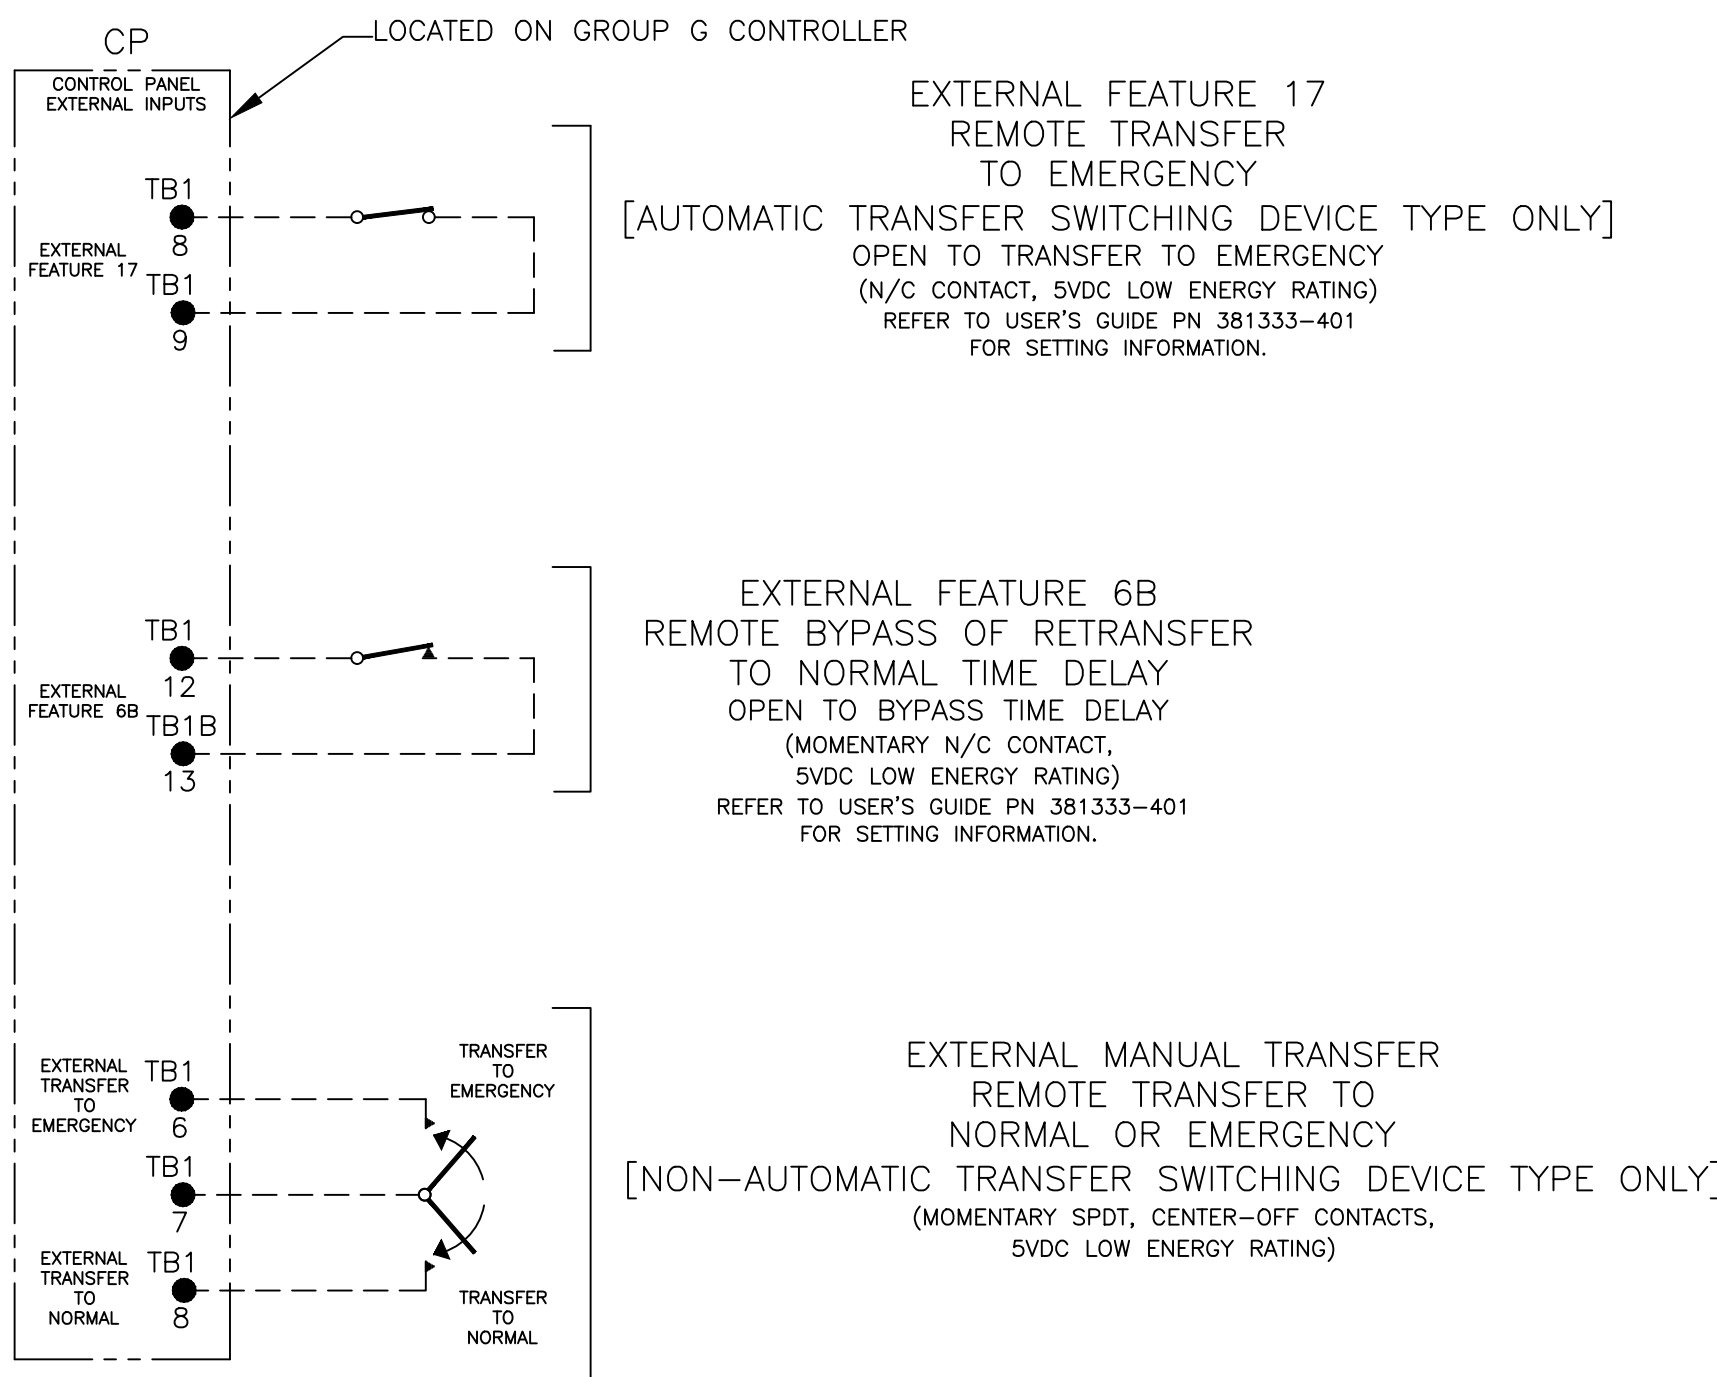 CP
LOCATED ON GROUP G CONTROLLER
CONTROL PANEL
EXTERNAL INPUTS
EXTERNAL FEATURE 17
REMOTE TRANSFER
TO EMERGENCY
[AUTOMATIC TRANSFER SWITCHING DEVICE TYPE ONLY]
OPEN TO TRANSFER TO EMERGENCY
(N/C CONTACT, 5VDC LOW ENERGY RATING)
REFER TO USER'S GUIDE PN 381333-401
FOR SETTING INFORMATION.
TB1
8
EXTERNAL
FEATURE 17
TB1
9
EXTERNAL FEATURE 6B
REMOTE BYPASS OF RETRANSFER
TO NORMAL TIME DELAY
OPEN TO BYPASS TIME DELAY
(MOMENTARY N/C CONTACT,
5VDC LOW ENERGY RATING)
REFER TO USER'S GUIDE PN 381333-401
FOR SETTING INFORMATION.
TB1
12
EXTERNAL
FEATURE 6B
TB1B
13
EXTERNAL
TRANSFER
TO
EMERGENCY
TB1
6
TB1
7
EXTERNAL
TRANSFER
TO
NORMAL
TB1
8
TRANSFER
TO
EMERGENCY
TRANSFER
TO
NORMAL
EXTERNAL MANUAL TRANSFER
REMOTE TRANSFER TO
NORMAL OR EMERGENCY
[NON-AUTOMATIC TRANSFER SWITCHING DEVICE TYPE ONLY]
(MOMENTARY SPDT, CENTER-OFF CONTACTS,
5VDC LOW ENERGY RATING)